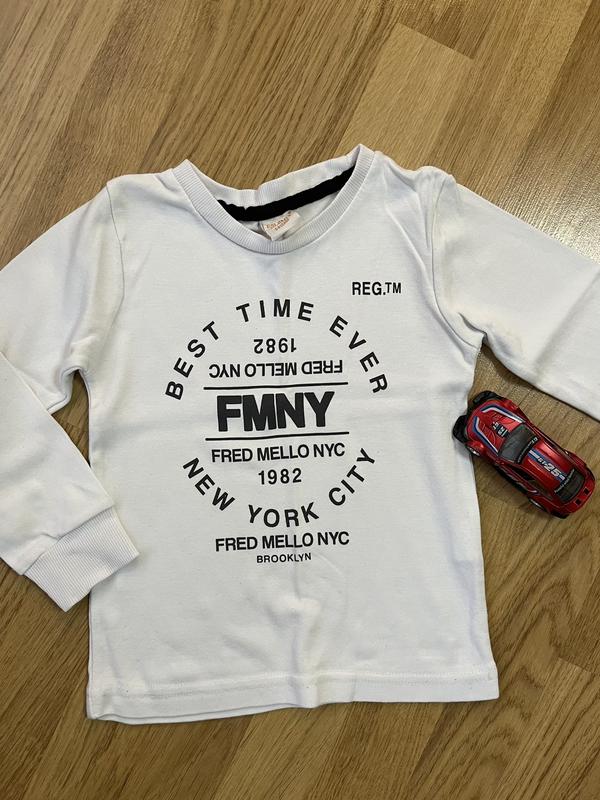 REG.TM
BEST TIME EVER
1982
FRED MELLO NYC
FMNY
FRED MELLO NYC
1982
NEW YORK CITY
FRED MELLO NYC
BROOKLYN